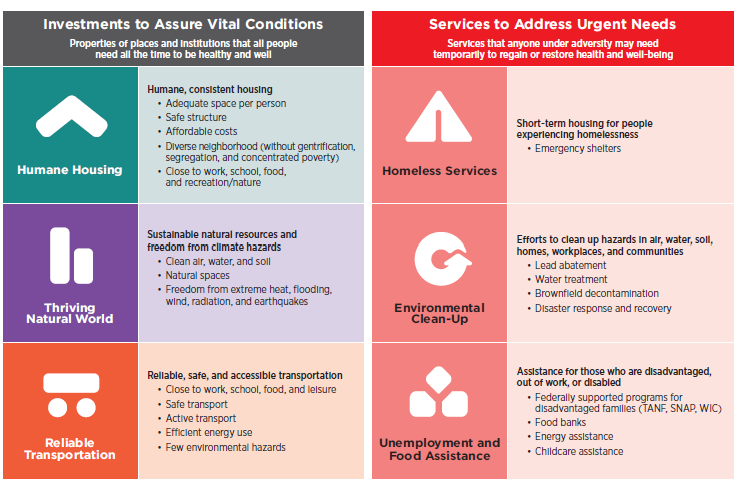 Investments to Assure Vital Conditions
Properties of places and institutions that all people
need all the time to be healthy and well
Humane Housing
Humane, consistent housing
• Adequate space per person
• Safe structure
• Affordable costs
• Diverse neighborhood (without gentrification,
segregation, and concentrated poverty)
• Close to work, school, food,
and recreation/nature
Thriving
Natural World
Sustainable natural resources and
freedom from climate hazards
• Clean air, water, and soil
• Natural spaces
• Freedom from extreme heat, flooding,
wind, radiation, and earthquakes
Reliable
Transportation
Reliable, safe, and accessible transportation
• Close to work, school, food, and leisure
• Safe transport
• Active transport
• Efficient energy use
• Few environmental hazards
Services to Address Urgent Needs
Services that anyone under adversity may need
temporarily to regain or restore health and well-being
Homeless Services
Short-term housing for people
experiencing homelessness
• Emergency shelters
Environmental
Clean-Up
Efforts to clean up hazards in air, water, soil,
homes, workplaces, and communities
• Lead abatement
• Water treatment
• Brownfield decontamination
• Disaster response and recovery
Unemployment and
Food Assistance
Assistance for those who are disadvantaged,
out of work, or disabled
• Federally supported programs for
disadvantaged families (TANF, SNAP, WIC)
• Food banks
• Energy assistance
• Childcare assistance